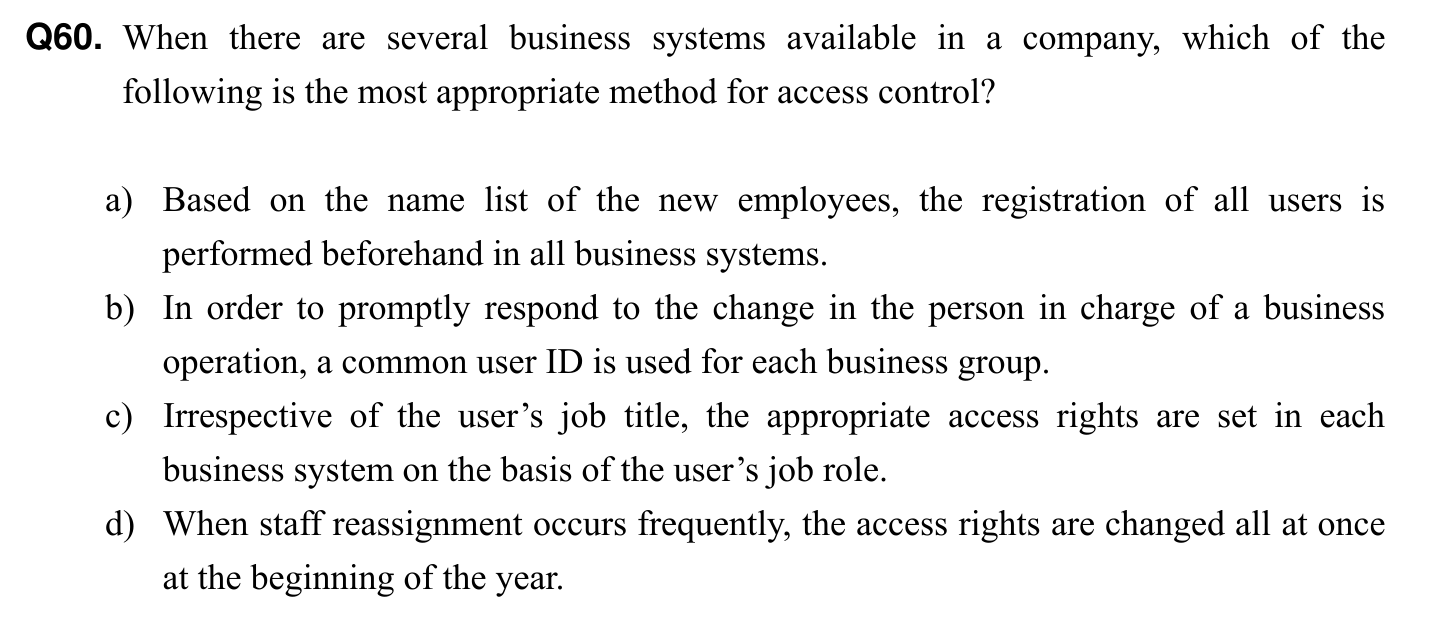 Q60. When there are several business systems available in a company, which of the
following is the most appropriate method for access control?
a) Based on the name list of the new employees, the registration of all users is
performed beforehand in all business systems.
b) In order to promptly respond to the change in the person in charge of a business
operation, a common user ID is used for each business group.
c) Irrespective of the user’s job title, the appropriate access rights are set in each
business system on the basis of the user’s job role.
d) When staff reassignment occurs frequently, the access rights are changed all at once
at the beginning of the year.